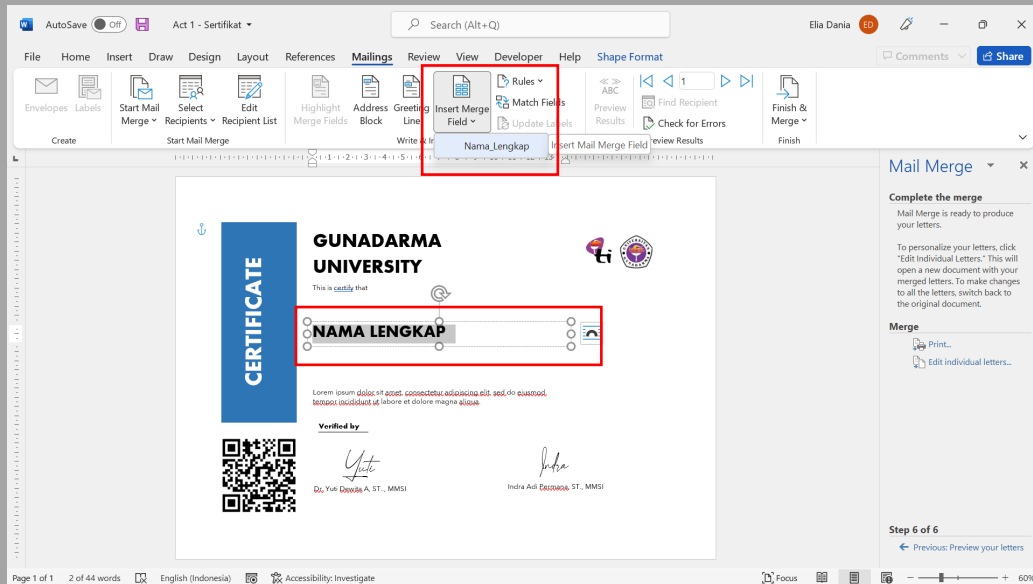 AutoSave Off Act 1 - Sertifikat Search (Alt+Q) Elia Dania ED
File Home Insert Draw Design Layout References Mailings Review View Developer Help Shape Format Comments Share
Envelopes
Labels
Create
Start Mail
Merge
Select
Recipients
Edit
Recipient List
Start Mail Merge
Highlight
Merge Fields
Address
Block
Greeting
Line
Insert Merge
Field
Rules
Match Fields
Update Labels
Write & I
Nama_Lengkap
Insert Mail Merge Field
ABC
Preview
Results
1
Find Recipient
Check for Errors
review Results
Finish &
Merge
Finish
CERTIFICATE
GUNADARMA
UNIVERSITY
This is certify that
ti
NAMA LENGKAP
Lorem ipsum dolor sit amet, consectetur adipiscing elit, sed do eiusmod
tempor incididunt ut labore et dolore magna aliqua.
Verified by
Yuti
Dr. Yuti Dewita A, ST., MMSI
Indra
Indra Adi Permana, ST., MMSI
Mail Merge
Complete the merge
Mail Merge is ready to produce
your letters.
To personalize your letters, click
"Edit Individual Letters." This will
open a new document with your
merged letters. To make changes
to all the letters, switch back to
the original document.
Merge
Print...
Edit individual letters...
Step 6 of 6
Previous: Preview your letters
Page 1 of 1 2 of 44 words English (Indonesia) Accessibility: Investigate Focus 60%